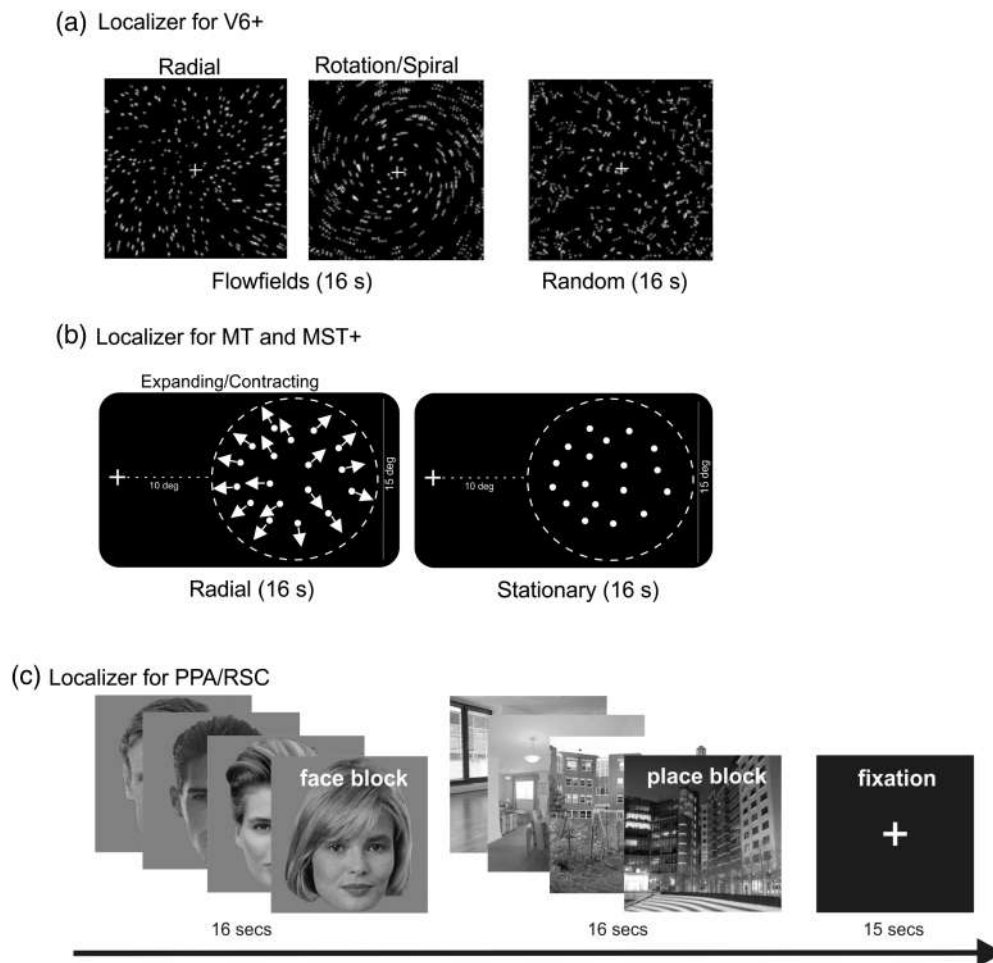 (a) Localizer for V6+
Radial
Rotation/Spiral
Flowfields (16 s)
Random (16 s)
(b) Localizer for MT and MST+
Expanding/Contracting
10 deg
15 deg
10 deg
15 deg
Radial (16 s)
Stationary (16 s)
(c) Localizer for PPA/RSC
face block
place block
fixation
16 secs
16 secs
15 secs